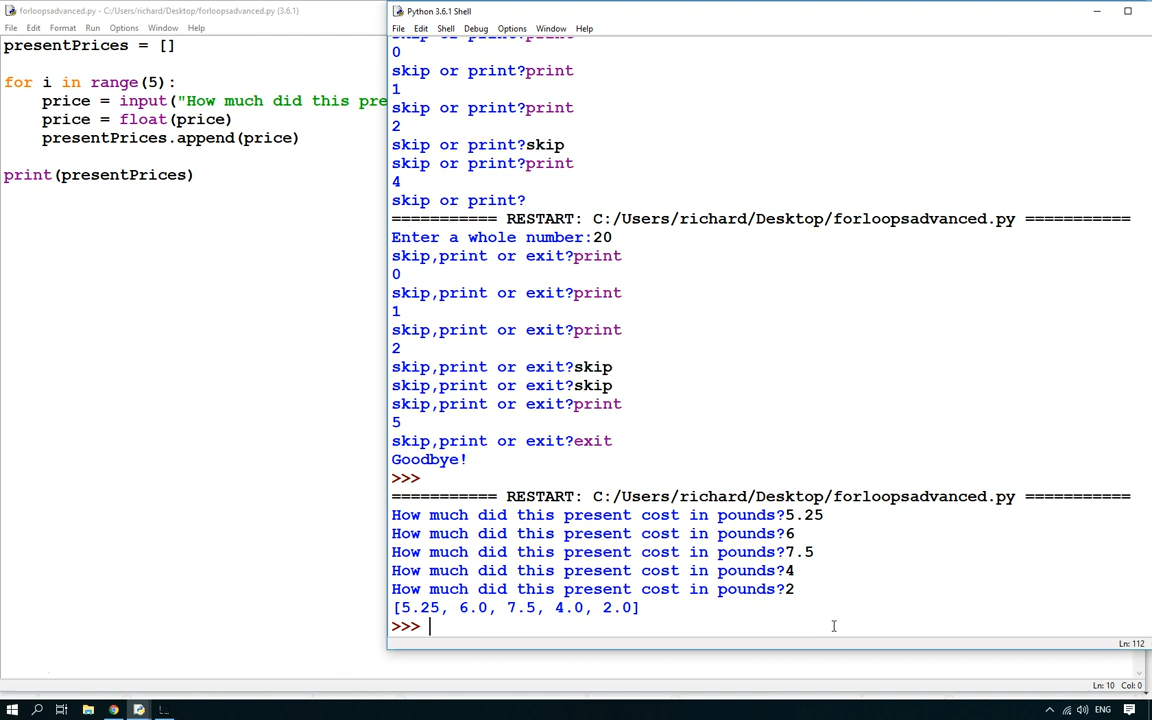 forloopsadvanced.py - C:/Users/richard/Desktop/forloopsadvanced.py (3.6.1)
File Edit Format Run Options Window Help
presentPrices = []
for i in range(5):
    price = input("How much did this pre
    price = float(price)
    presentPrices.append(price)
print(presentPrices)
Python 3.6.1 Shell
File Edit Shell Debug Options Window Help
skip or print?print
0
skip or print?print
1
skip or print?print
2
skip or print?skip
skip or print?print
4
skip or print?
=========== RESTART: C:/Users/richard/Desktop/forloopsadvanced.py ===========
Enter a whole number:20
skip,print or exit?print
0
skip,print or exit?print
1
skip,print or exit?print
2
skip,print or exit?skip
skip,print or exit?skip
skip,print or exit?print
5
skip,print or exit?exit
Goodbye!
>>>
=========== RESTART: C:/Users/richard/Desktop/forloopsadvanced.py ===========
How much did this present cost in pounds?5.25
How much did this present cost in pounds?6
How much did this present cost in pounds?7.5
How much did this present cost in pounds?4
How much did this present cost in pounds?2
[5.25, 6.0, 7.5, 4.0, 2.0]
>>>
Ln: 112
Ln: 10 Col: 0
ENG